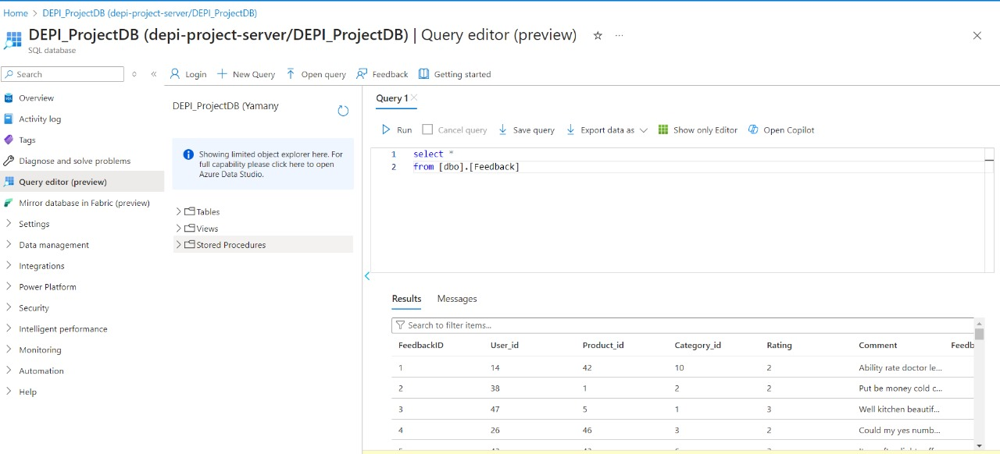 Home > DEPI_ProjectDB (depi-project-server/DEPI_ProjectDB)
DEPI_ProjectDB (depi-project-server/DEPI_ProjectDB) | Query editor (preview) ☆ ...
SQL database
Search
Overview
Activity log
Tags
Diagnose and solve problems
Query editor (preview)
Mirror database in Fabric (preview)
Settings
Data management
Integrations
Power Platform
Security
Intelligent performance
Monitoring
Automation
Help
Login New Query Open query Feedback Getting started
DEPI_ProjectDB (Yamany
Showing limited object explorer here. For
full capability please click here to open
Azure Data Studio.
Tables
Views
Stored Procedures
Query 1
Run Cancel query Save query Export data as Show only Editor Open Copilot
1 select *
2 from [dbo].[Feedback]
Results Messages
Search to filter items...
FeedbackID User_id Product_id Category_id Rating Comment Feedb
1 14 42 10 2 Ability rate doctor le...
2 38 1 2 2 Put be money cold c...
3 47 5 1 3 Well kitchen beautif...
4 26 46 3 2 Could my yes numb...